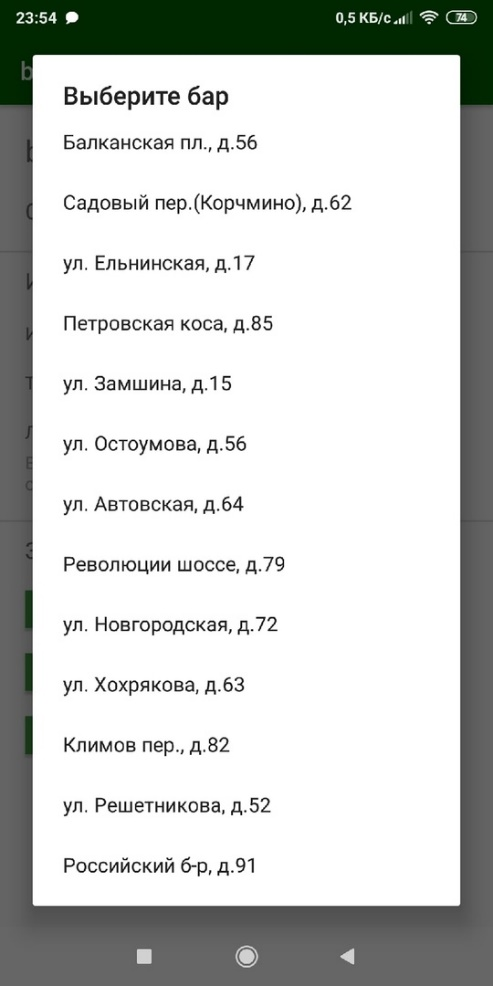 23:54
0,5 КБ/с
74
Выберите бар
Балканская пл., д.56
Садовый пер.(Корчмино), д.62
ул. Ельнинская, д.17
Петровская коса, д.85
ул. Замшина, д.15
ул. Остоумова, д.56
ул. Автовская, д.64
Революции шоссе, д.79
ул. Новгородская, д.72
ул. Хохрякова, д.63
Климов пер., д.82
ул. Решетникова, д.52
Российский б-р, д.91